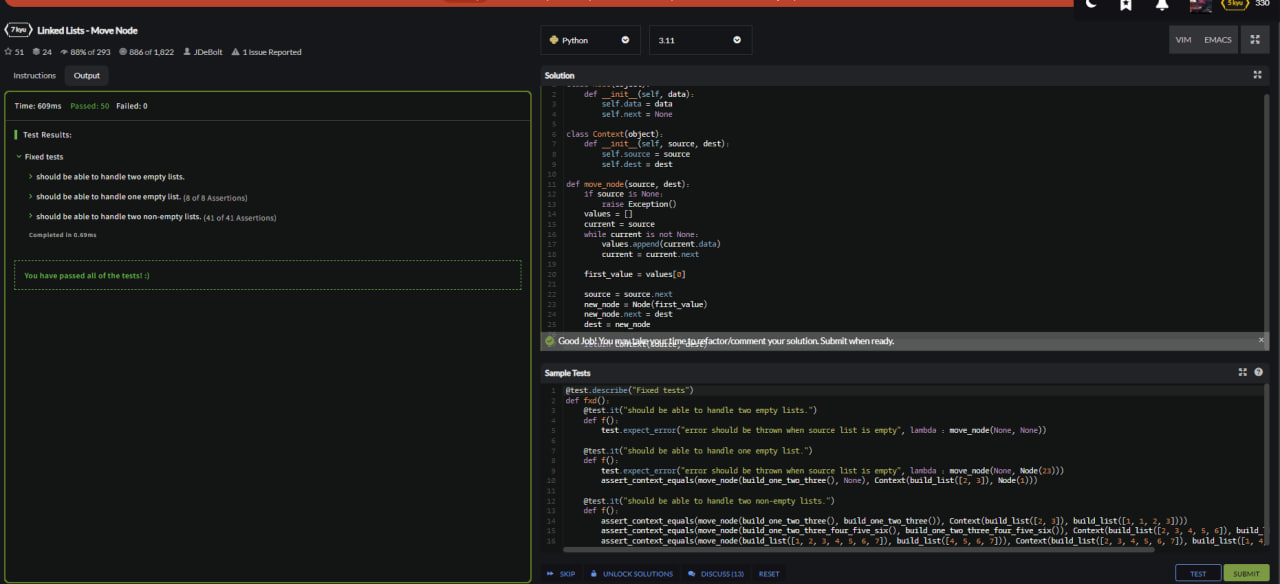 5 kyu
330
7 kyu
Linked Lists - Move Node
51 24 88% of 293 886 of 1,822 JDeBolt 1 Issue Reported
Instructions Output
Time: 609ms Passed: 50 Failed: 0
Test Results:
Fixed tests
should be able to handle two empty lists.
should be able to handle one empty list. (8 of 8 Assertions)
should be able to handle two non-empty lists. (41 of 41 Assertions)
Completed in 0.69ms
You have passed all of the tests! :)
Python 3.11 VIM EMACS
Solution
2 def __init__(self, data):
3 self.data = data
4 self.next = None
5
6 class Context(object):
7 def __init__(self, source, dest):
8 self.source = source
9 self.dest = dest
10
11 def move_node(source, dest):
12 if source is None:
13 raise Exception()
14 values = []
15 current = source
16 while current is not None:
17 values.append(current.data)
18 current = current.next
19
20 first_value = values[0]
21
22 source = source.next
23 new_node = Node(first_value)
24 new_node.next = dest
25 dest = new_node
return Context(source, dest)
Good Job! You may take your time to refactor/comment your solution. Submit when ready. ×
Sample Tests
1 @test.describe("Fixed tests")
2 def fxd():
3 @test.it("should be able to handle two empty lists.")
4 def f():
5 test.expect_error("error should be thrown when source list is empty", lambda : move_node(None, None))
6
7 @test.it("should be able to handle one empty list.")
8 def f():
9 test.expect_error("error should be thrown when source list is empty", lambda : move_node(None, Node(23)))
10 assert_context_equals(move_node(build_one_two_three(), None), Context(build_list([2, 3]), Node(1)))
11
12 @test.it("should be able to handle two non-empty lists.")
13 def f():
14 assert_context_equals(move_node(build_one_two_three(), build_one_two_three()), Context(build_list([2, 3]), build_list([1, 1, 2, 3])))
15 assert_context_equals(move_node(build_one_two_three_four_five_six(), build_one_two_three_four_five_six()), Context(build_list([2, 3, 4, 5, 6]), build_l
16 assert_context_equals(move_node(build_list([1, 2, 3, 4, 5, 6, 7]), build_list([4, 5, 6, 7])), Context(build_list([2, 3, 4, 5, 6, 7]), build_list([1, 4,
SKIP UNLOCK SOLUTIONS DISCUSS (13) RESET TEST SUBMIT